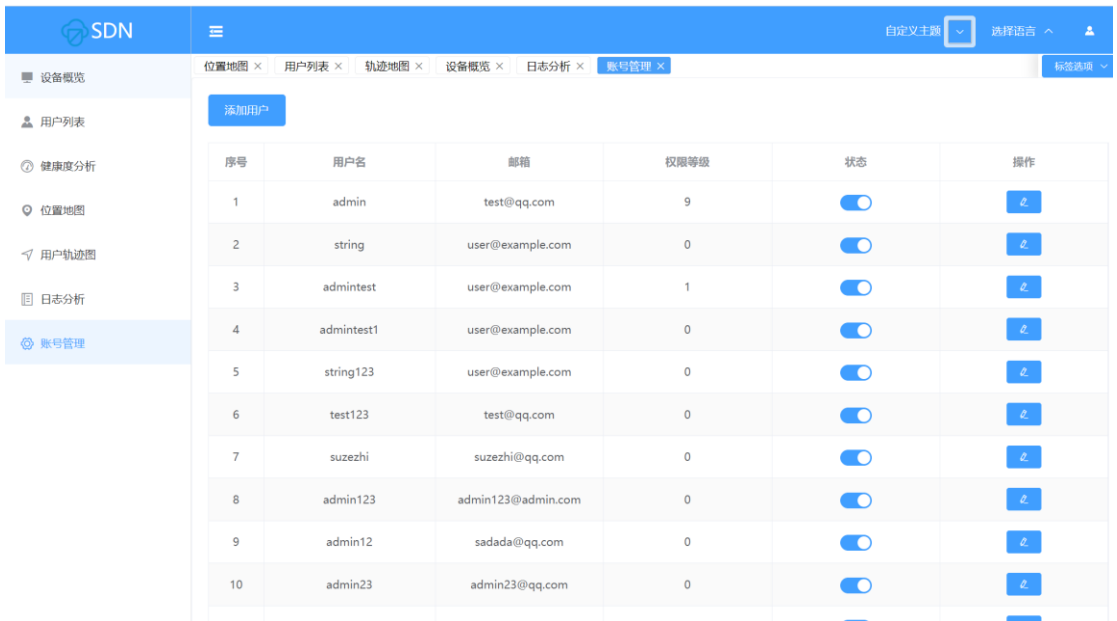 SDN
自定义主题
选择语言
设备概览
用户列表
健康度分析
位置地图
用户轨迹图
日志分析
账号管理
位置地图 × 用户列表 × 轨迹地图 × 设备概览 × 日志分析 × 账号管理 ×
标签选项
添加用户
序号 用户名 邮箱 权限等级 状态 操作
1 admin test@qq.com 9
2 string user@example.com 0
3 admintest user@example.com 1
4 admintest1 user@example.com 0
5 string123 user@example.com 0
6 test123 test@qq.com 0
7 suzezhi suzezhi@qq.com 0
8 admin123 admin123@admin.com 0
9 admin12 sadada@qq.com 0
10 admin23 admin23@qq.com 0